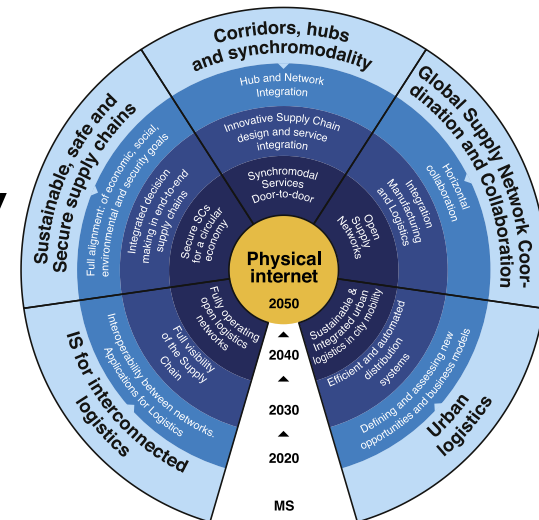 Corridors, hubs
and synchromodality
Hub and Network
Integration
Innovative Supply Chain
design and service
integration
Synchromodal
Services
Door-to-door
Global Supply Network Coor-
dination and Collaboration
Horizontal
collaboration
Integration
Manufacturing
and Logistics
Open
Supply
Networks
Urban
logistics
Defining and assessing new
opportunities and business models
Efficient and automated
distribution
systems
Sustainable &
Integrated urban
logistics in city mobility
IS for interconnected
logistics
Interoperability between networks.
Applications for Logistics
Full risibility
of the Supply
Chain
Fully operating
open logistics
networks
Sustainable, safe and
Secure supply chains
Full alignment: of economic, social,
environmental and security goals
Integrated decision
making in end-to-end
supply chains
Secure SCs
for a circular
economy
Physical
internet
2050
2040
2030
2020
MS